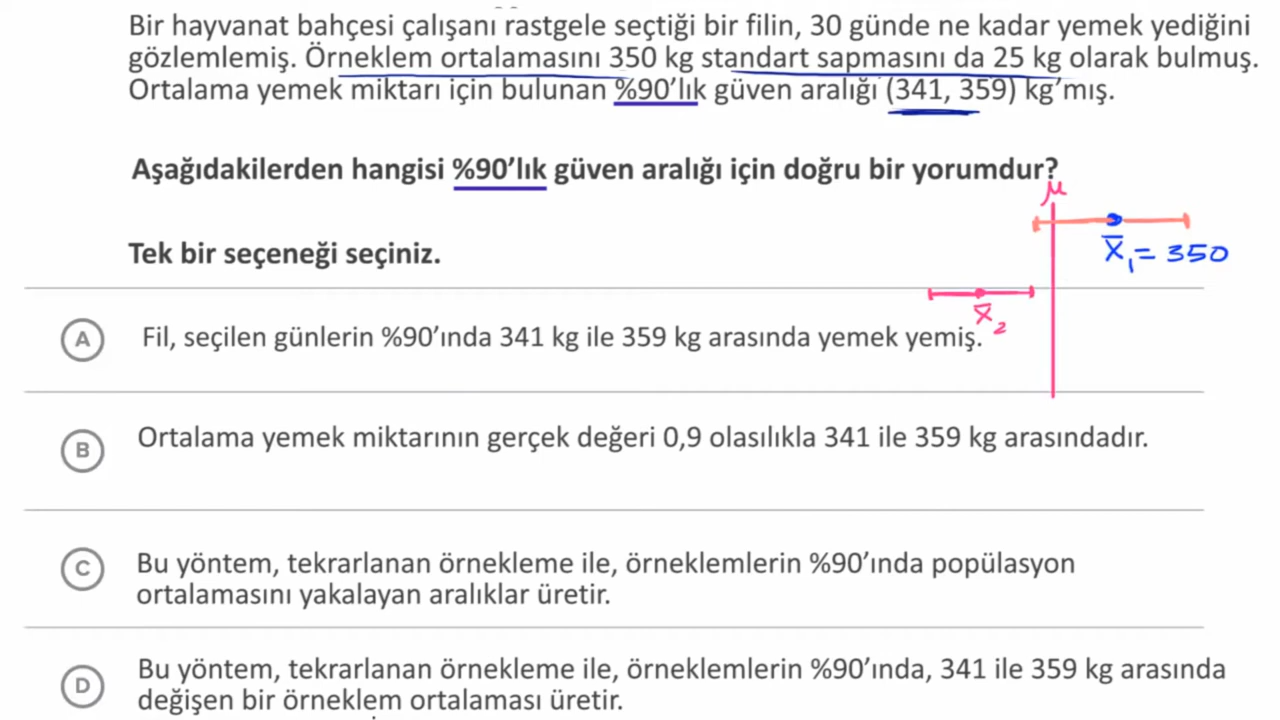 Bir hayvanat bahçesi çalışanı rastgele seçtiği bir filin, 30 günde ne kadar yemek yediğini
gözlemlemiş. Örneklem ortalamasını 350 kg standart sapmasını da 25 kg olarak bulmuş.
Ortalama yemek miktarı için bulunan %90’lık güven aralığı (341, 359) kg’mış.
Aşağıdakilerden hangisi %90’lık güven aralığı için doğru bir yorumdur?
μ
x̄₁ = 350
Tek bir seçeneği seçiniz.
x̄₂
A Fil, seçilen günlerin %90’ında 341 kg ile 359 kg arasında yemek yemiş.
B Ortalama yemek miktarının gerçek değeri 0,9 olasılıkla 341 ile 359 kg arasındadır.
C Bu yöntem, tekrarlanan örnekleme ile, örneklemlerin %90’ında popülasyon
ortalamasını yakalayan aralıklar üretir.
D Bu yöntem, tekrarlanan örnekleme ile, örneklemlerin %90’ında, 341 ile 359 kg arasında
değişen bir örneklem ortalaması üretir.